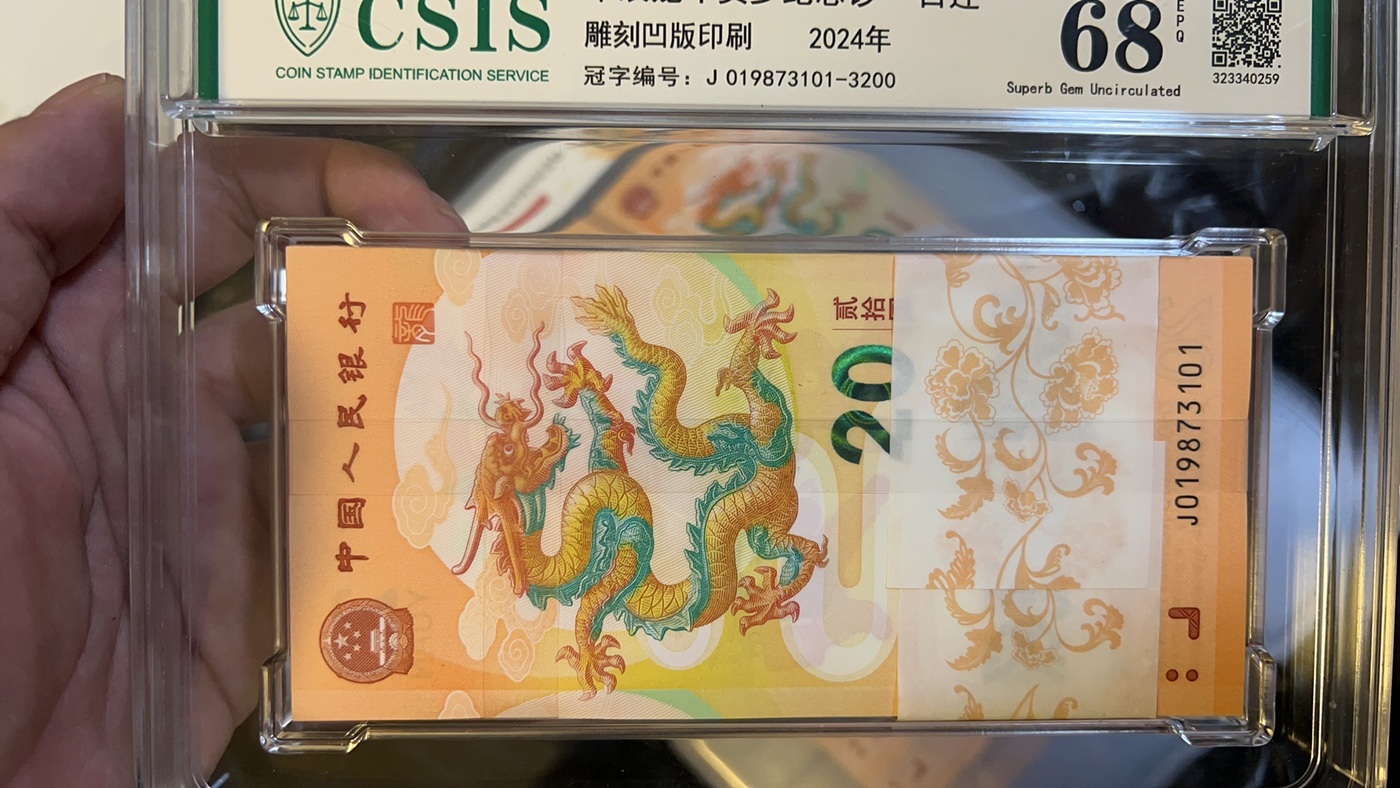 CSIS
COIN STAMP IDENTIFICATION SERVICE
雕刻凹版印刷 2024年
冠字编号：J 019873101-3200
68
EPQ
Superb Gem Uncirculated
323340259
中国人民银行
贰拾
20
J019873101